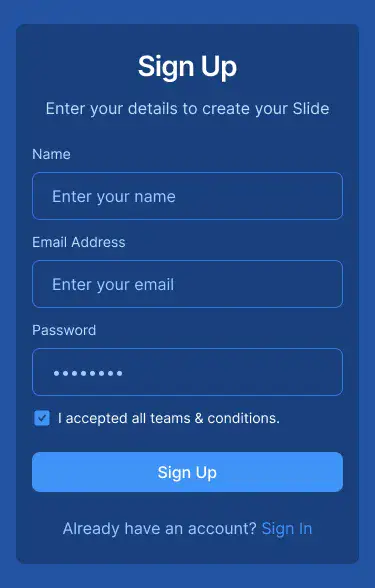 Sign Up
Enter your details to create your Slide
Name
Enter your name
Email Address
Enter your email
Password
••••••••
I accepted all teams & conditions.
Sign Up
Already have an account? Sign In